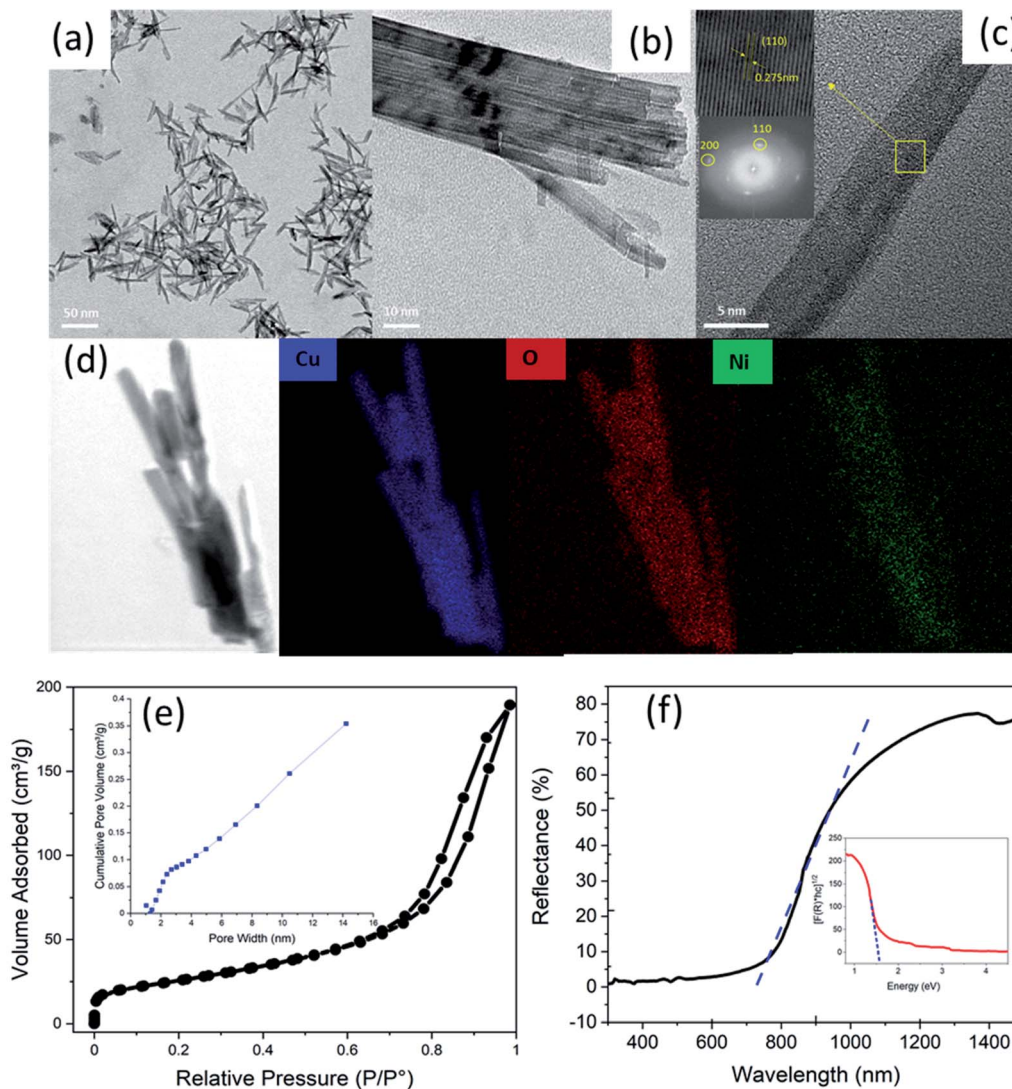 (a)
50 nm
(b)
10 nm
(c)
(110)
0.275nm
200
110
5 nm
(d)
Cu
O
Ni
(e)
Volume Adsorbed (cm³/g)
200
150
100
50
0
0
0.2
0.4
0.6
0.8
1
Relative Pressure (P/P°)
Cumulative Pore Volume (cm³/g)
0.4
0.35
0.3
0.25
0.2
0.15
0.1
0.05
0
0
2
4
6
8
10
12
14
16
Pore Width (nm)
(f)
Reflectance (%)
80
70
60
50
40
30
20
10
0
-10
400
600
800
1000
1200
1400
Wavelength (nm)
[F(R)*hc]^1/2
250
200
150
100
50
0
1
2
3
4
Energy (eV)